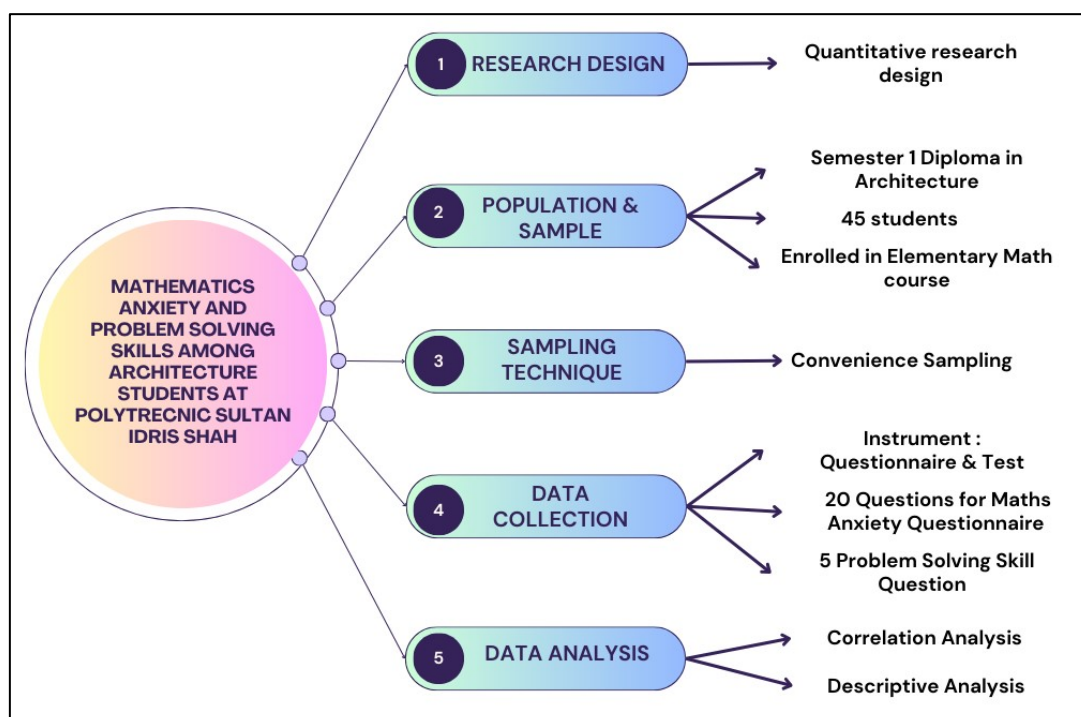 MATHEMATICS
ANXIETY AND
PROBLEM SOLVING
SKILLS AMONG
ARCHITECTURE
STUDENTS AT
POLYTRECNIC SULTAN
IDRIS SHAH
1
RESEARCH DESIGN
Quantitative research
design
2
POPULATION &
SAMPLE
Semester 1 Diploma in
Architecture
45 students
Enrolled in Elementary Math
course
3
SAMPLING
TECHNIQUE
Convenience Sampling
4
DATA
COLLECTION
Instrument :
Questionnaire & Test
20 Questions for Maths
Anxiety Questionnaire
5 Problem Solving Skill
Question
5
DATA ANALYSIS
Correlation Analysis
Descriptive Analysis